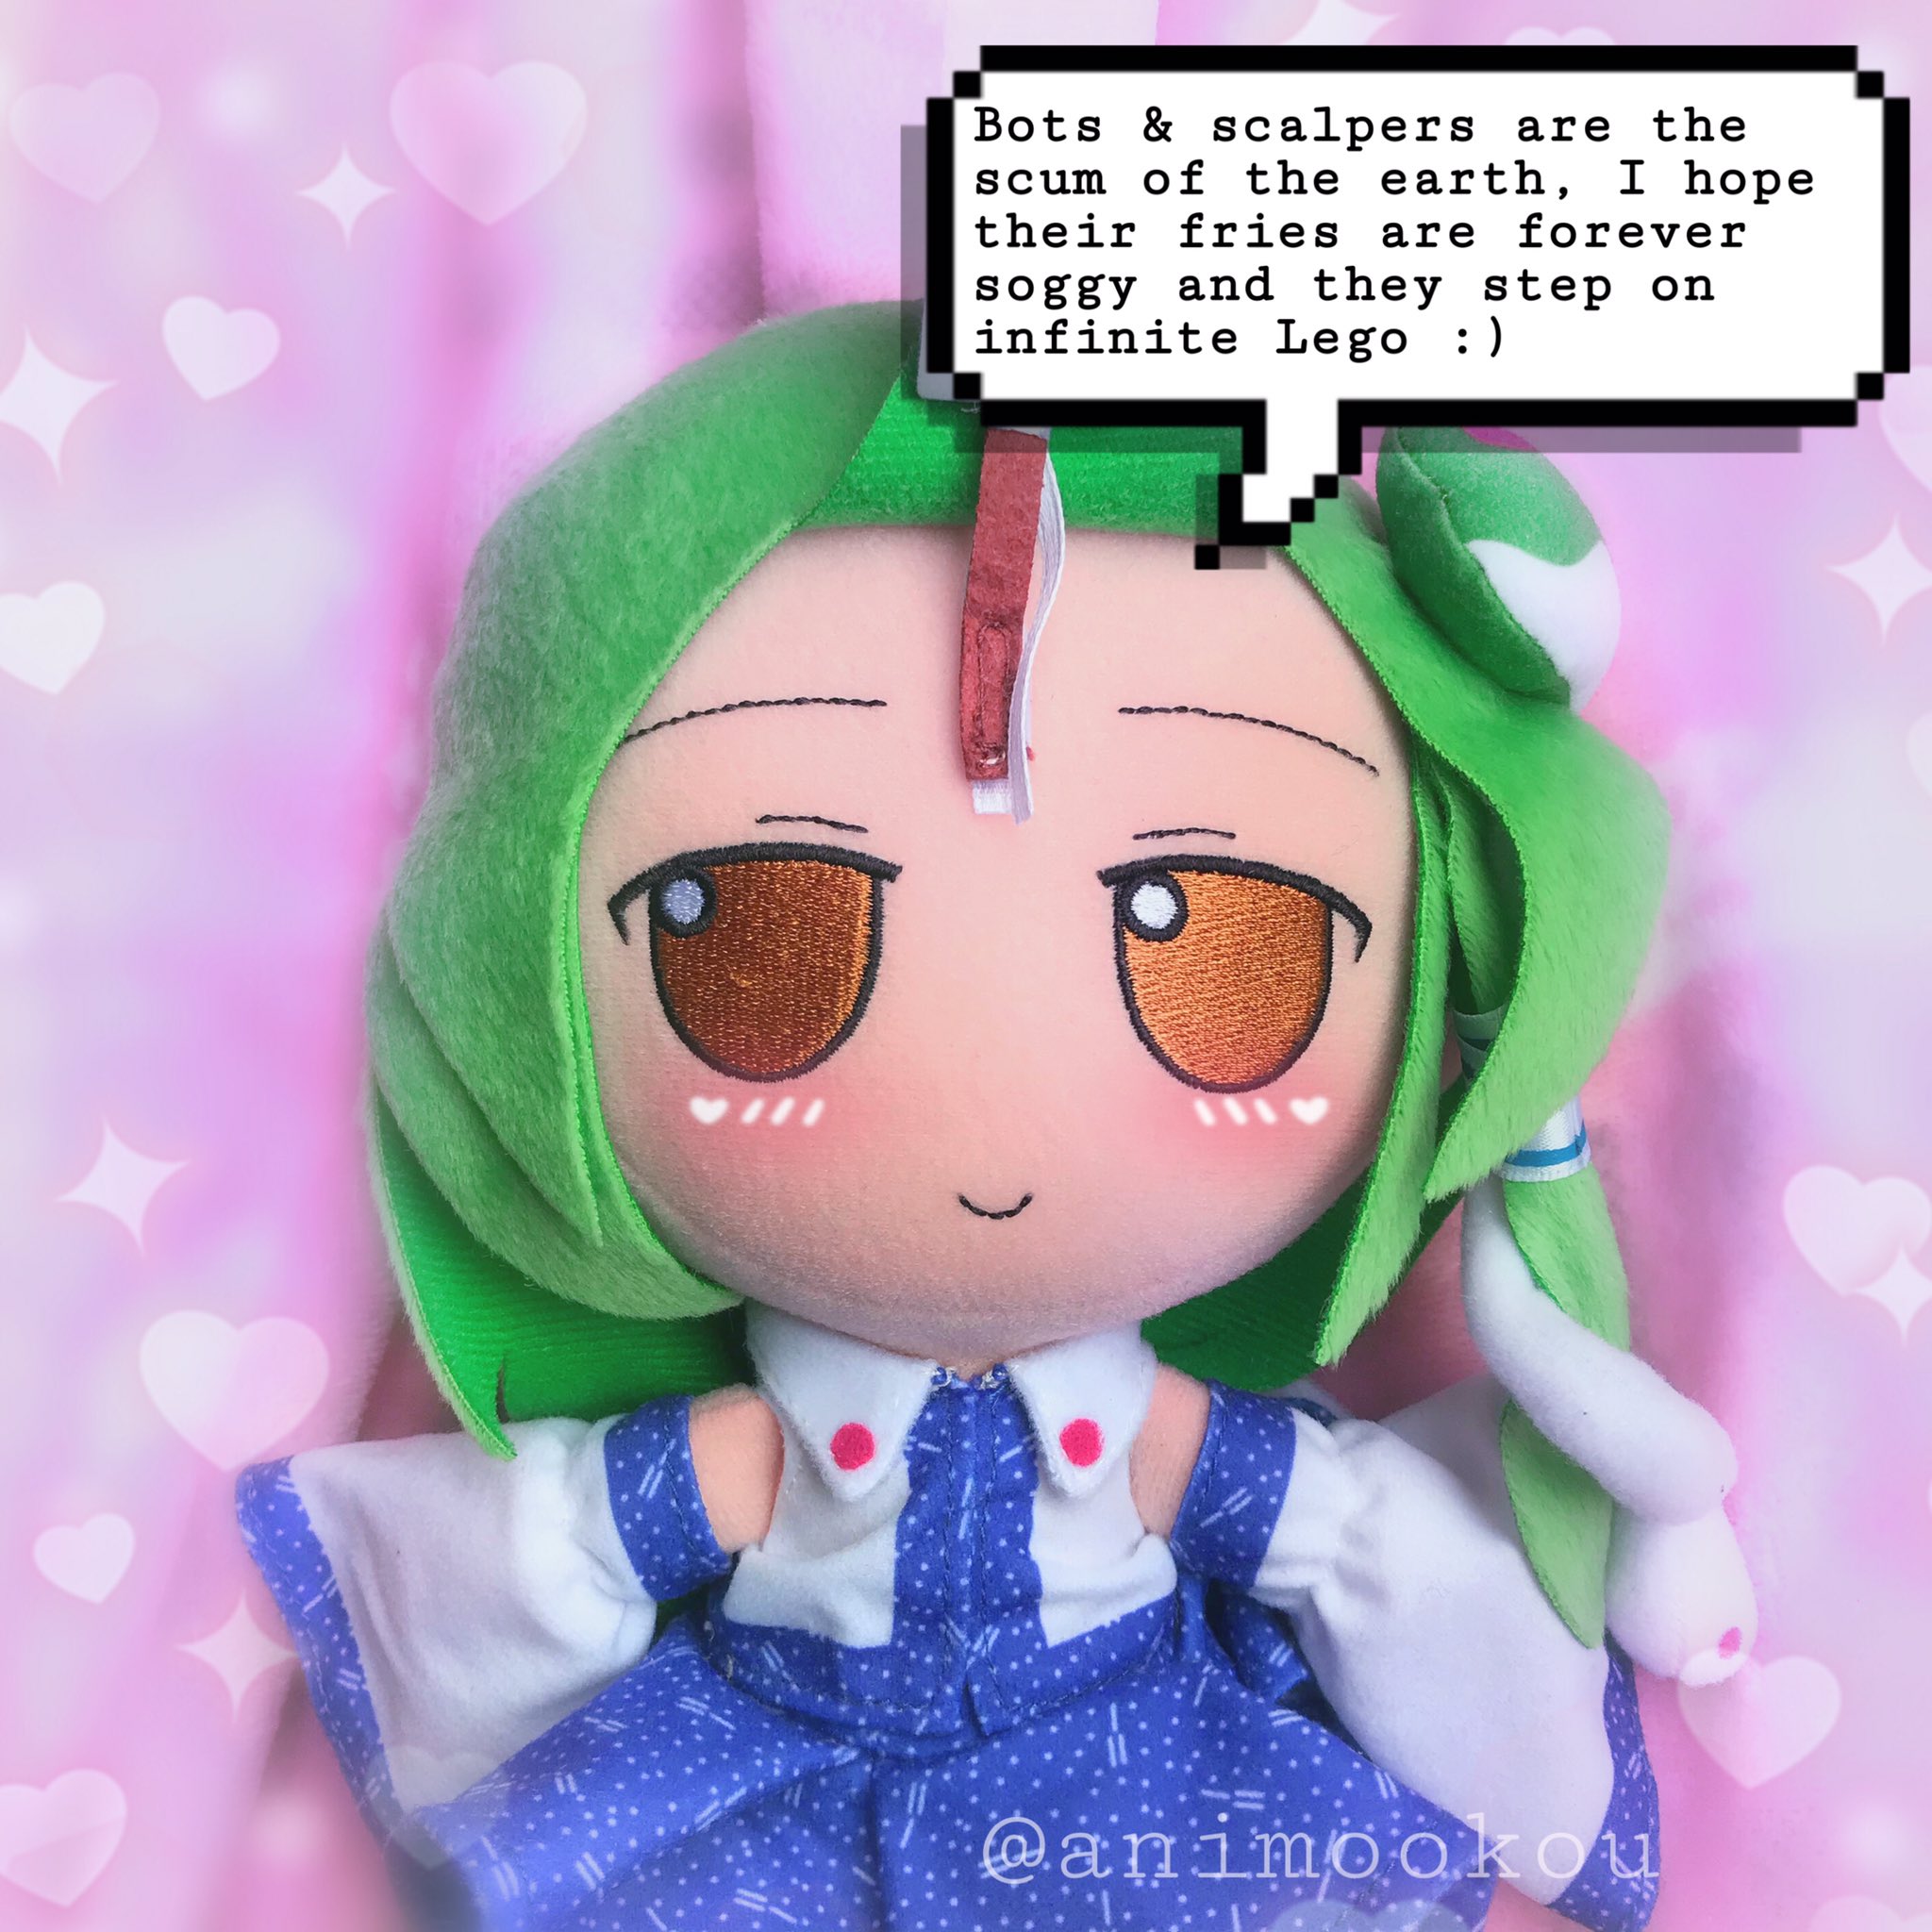 Bots & scalpers are the
scum of the earth, I hope
their fries are forever
soggy and they step on
infinite Lego :)
@animookou